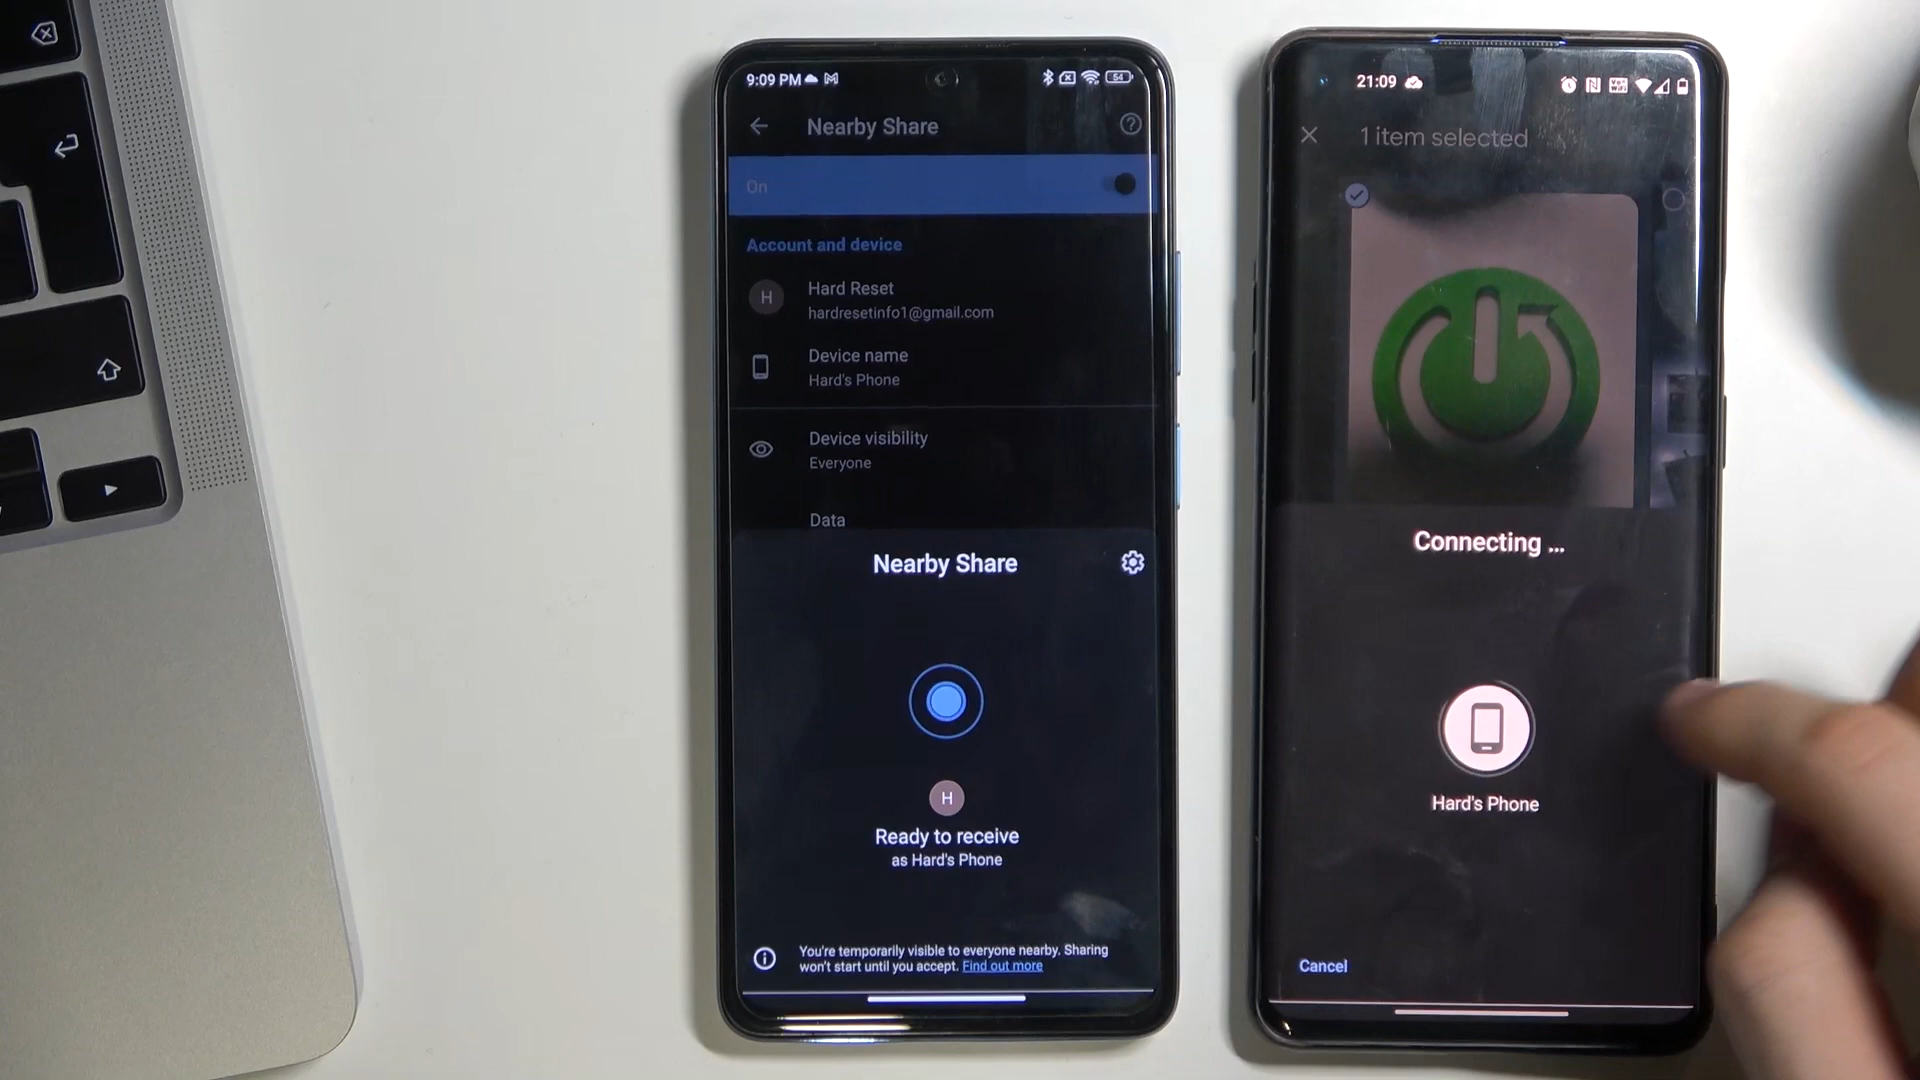 9:09 PM
54
Nearby Share
On
Account and device
H
Hard Reset
hardresetinfo1@gmail.com
Device name
Hard's Phone
Device visibility
Everyone
Data
Nearby Share
H
Ready to receive
as Hard's Phone
You're temporarily visible to everyone nearby. Sharing
won't start until you accept. Find out more
21:09
1 item selected
Connecting ...
Hard's Phone
Cancel